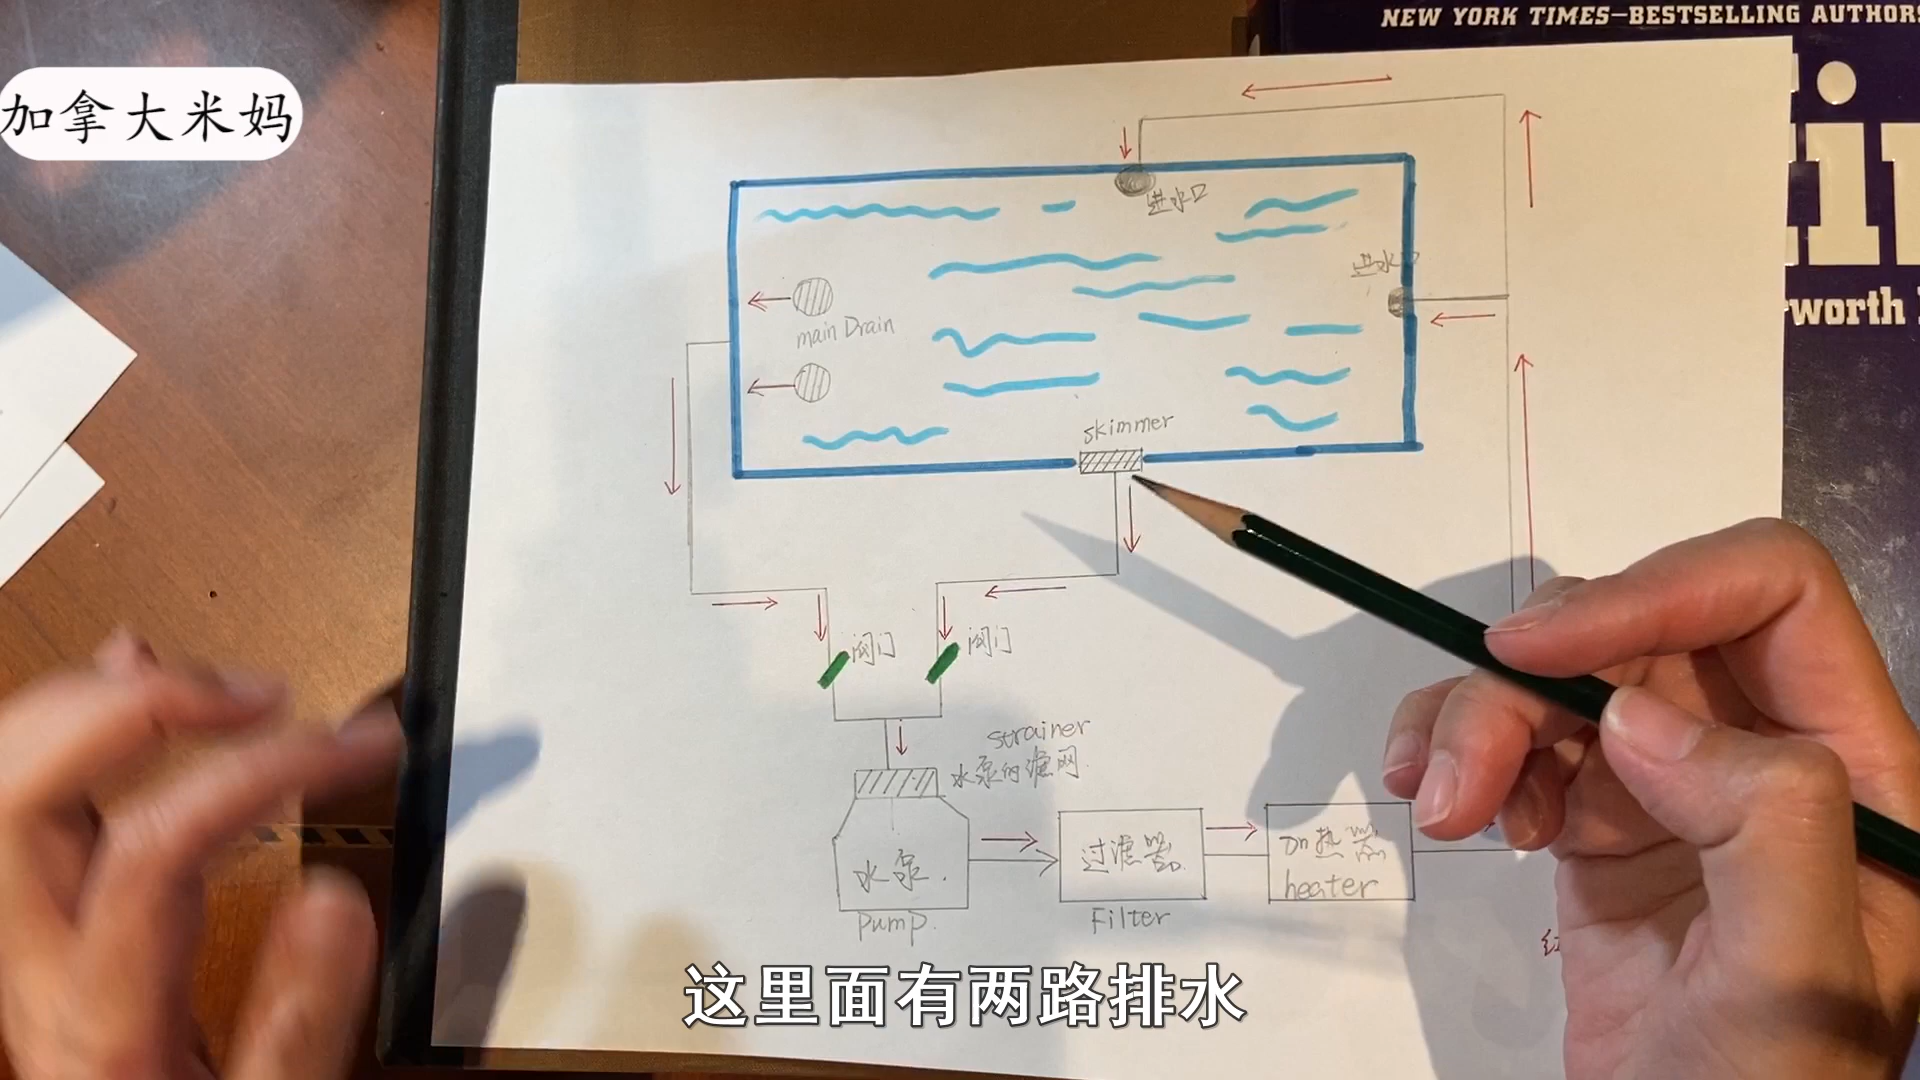 NEW YORK TIMES—BESTSELLING AUTHORS
加拿大米妈
进水口
进水口
main Drain
skimmer
阀门
阀门
strainer
水泵的滤网
水泵.
Pump.
过滤器
Filter
加热器
heater
worth
这里面有两路排水